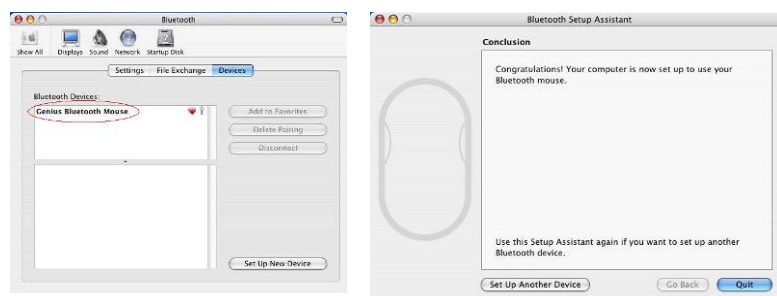 Bluetooth
Show All Displays Sound Network Startup Disk
Settings File Exchange Devices
Bluetooth Devices:
Genius Bluetooth Mouse
Add to Favorites
Delete Pairing
Disconnect
Set Up New Device
Bluetooth Setup Assistant
Conclusion
Congratulations! Your computer is now set up to use your
Bluetooth mouse.
Use this Setup Assistant again if you want to set up another
Bluetooth device.
Set Up Another Device Go Back Quit